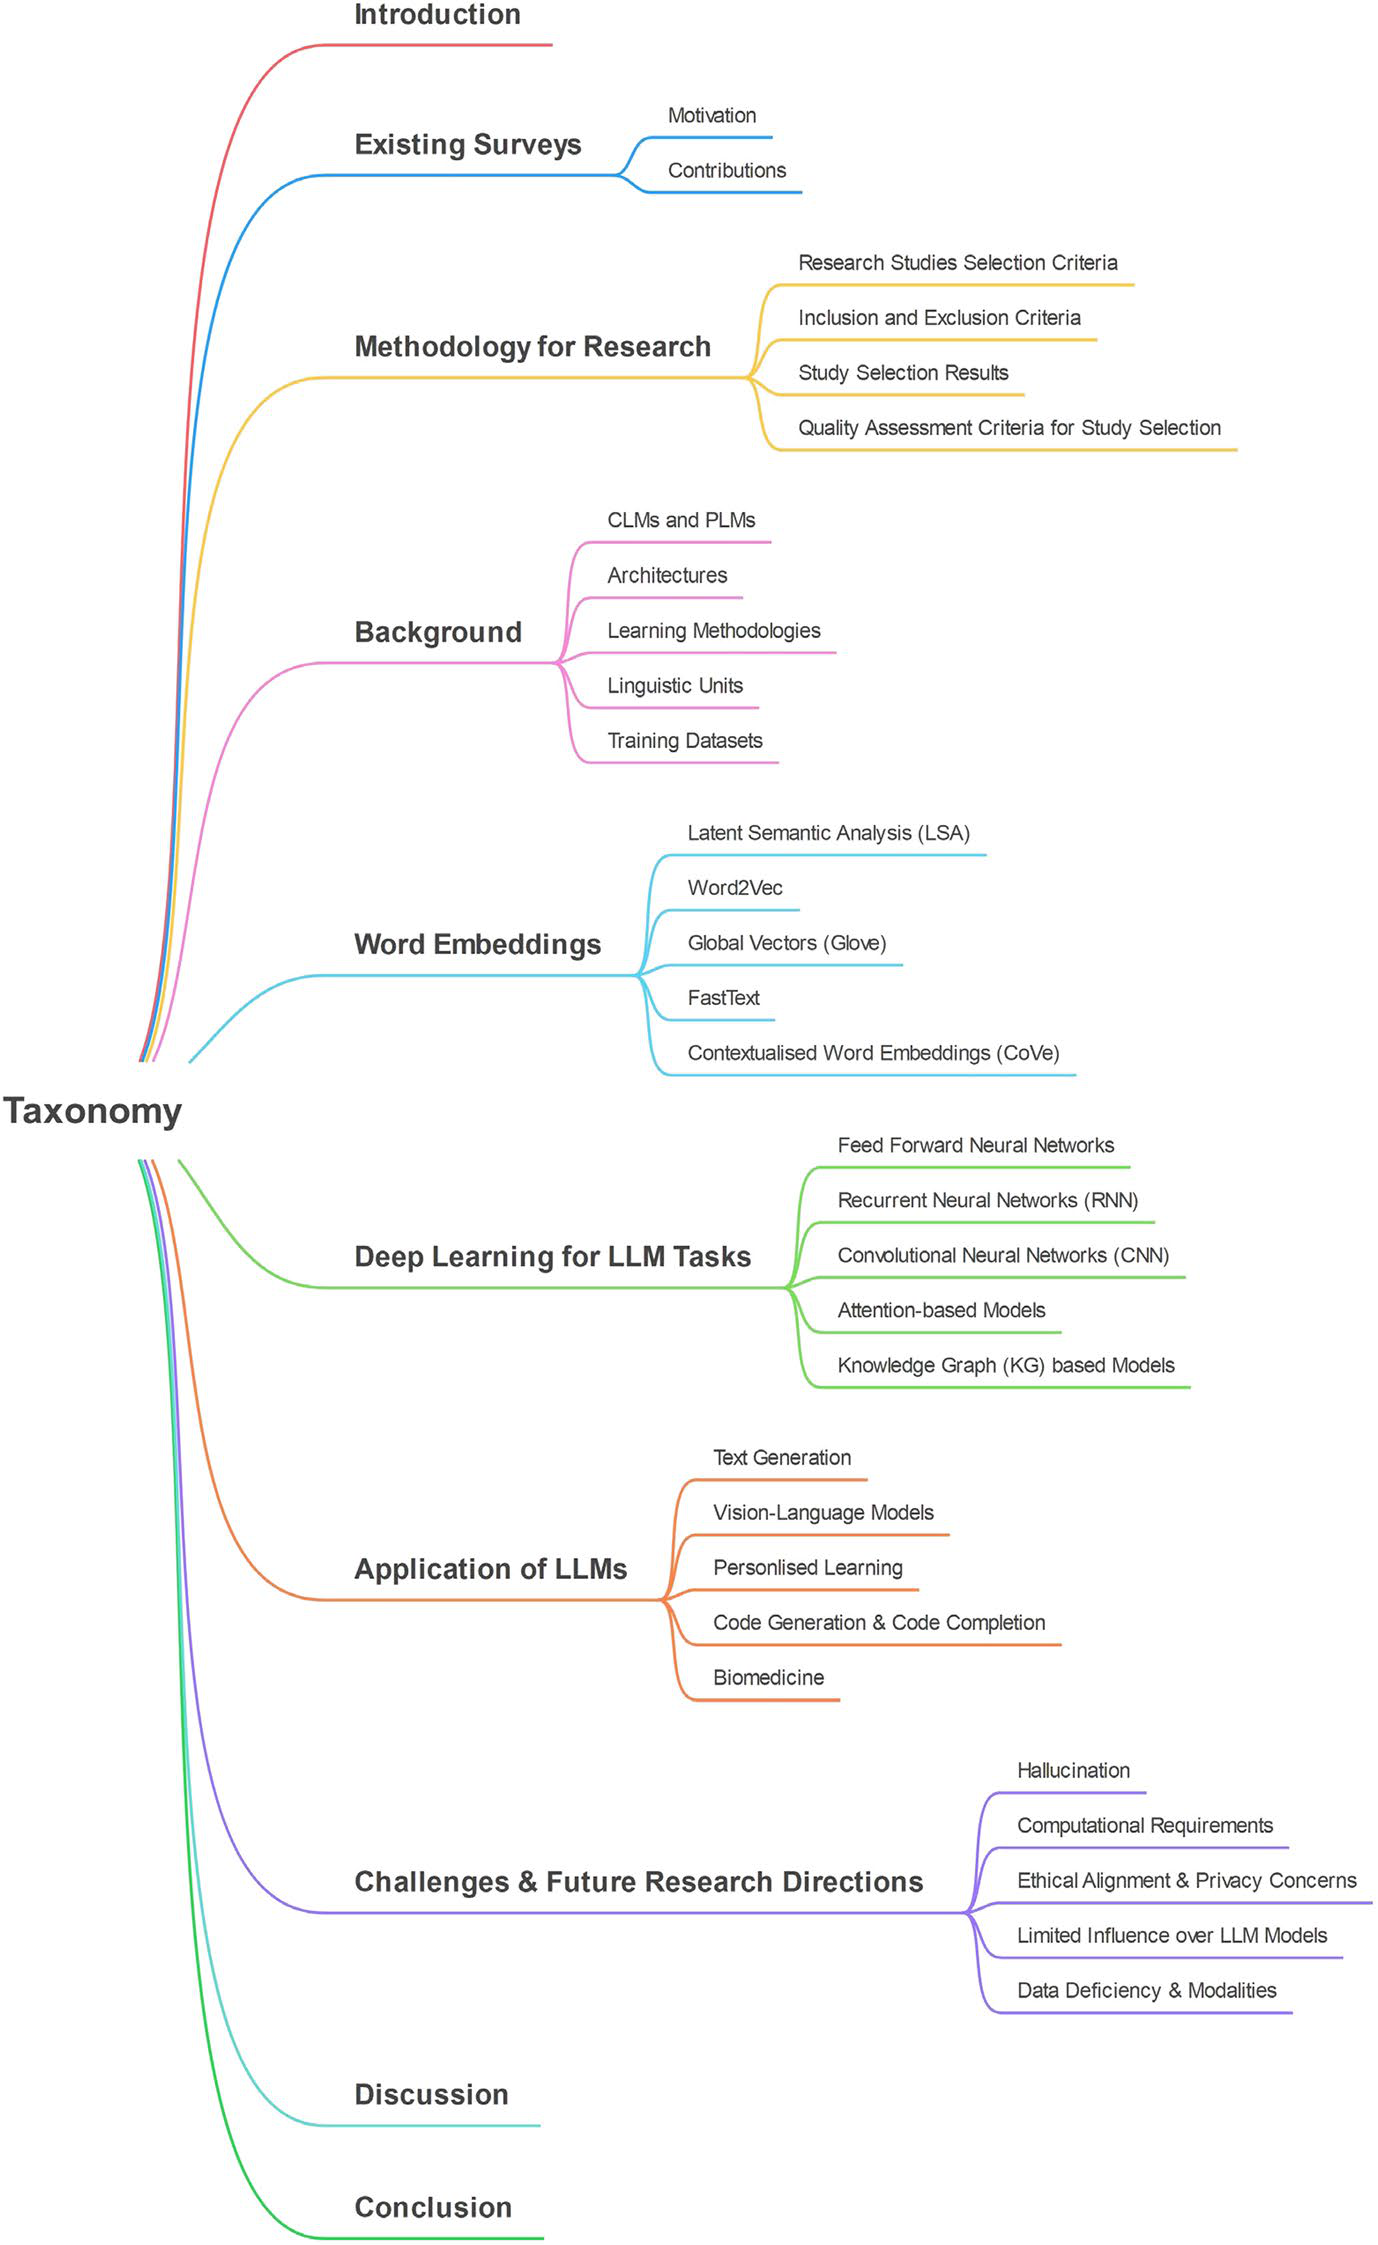 Introduction
Existing Surveys
Motivation
Contributions
Methodology for Research
Research Studies Selection Criteria
Inclusion and Exclusion Criteria
Study Selection Results
Quality Assessment Criteria for Study Selection
Background
CLMs and PLMs
Architectures
Learning Methodologies
Linguistic Units
Training Datasets
Word Embeddings
Latent Semantic Analysis (LSA)
Word2Vec
Global Vectors (Glove)
FastText
Contextualised Word Embeddings (CoVe)
Taxonomy
Deep Learning for LLM Tasks
Feed Forward Neural Networks
Recurrent Neural Networks (RNN)
Convolutional Neural Networks (CNN)
Attention-based Models
Knowledge Graph (KG) based Models
Application of LLMs
Text Generation
Vision-Language Models
Personlised Learning
Code Generation & Code Completion
Biomedicine
Challenges & Future Research Directions
Hallucination
Computational Requirements
Ethical Alignment & Privacy Concerns
Limited Influence over LLM Models
Data Deficiency & Modalities
Discussion
Conclusion